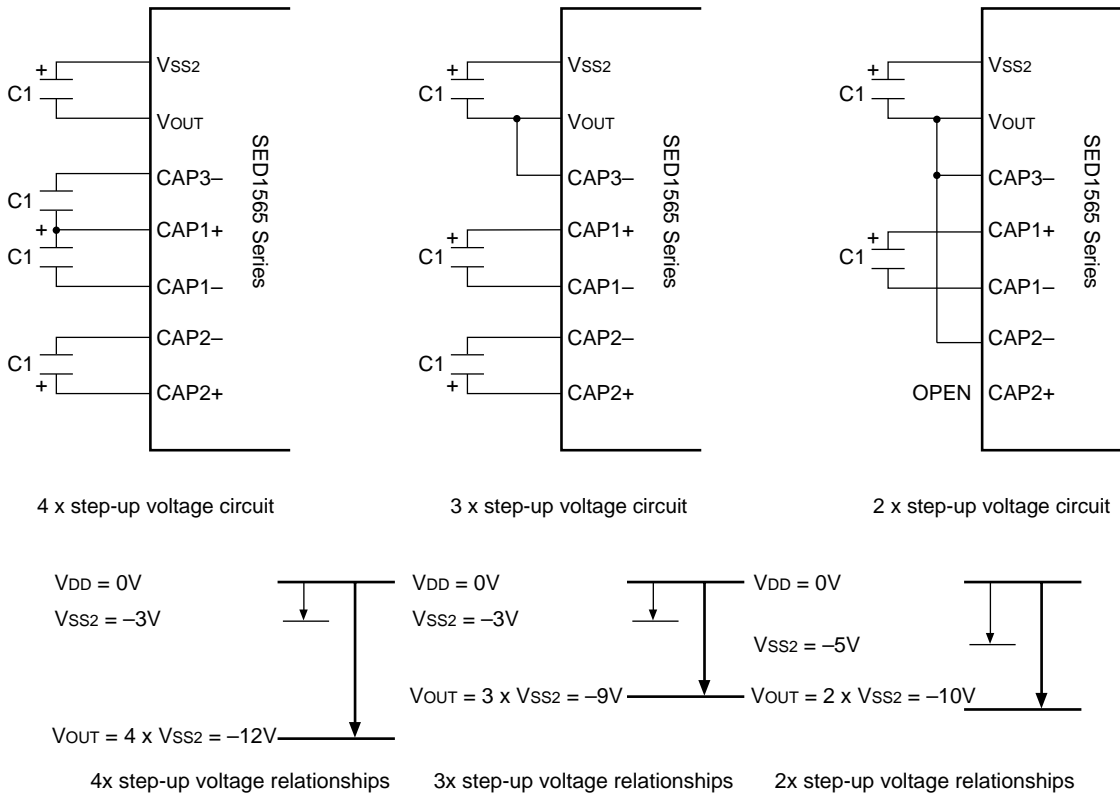 VSS2
+
C1
VOUT
CAP3–
C1
+
CAP1+
C1
CAP1–
CAP2–
C1
+
CAP2+
SED1565 Series
4 x step-up voltage circuit
VSS2
+
C1
VOUT
CAP3–
CAP1+
+
C1
CAP1–
CAP2–
C1
+
CAP2+
SED1565 Series
3 x step-up voltage circuit
VSS2
+
C1
VOUT
CAP3–
CAP1+
+
C1
CAP1–
CAP2–
OPEN CAP2+
SED1565 Series
2 x step-up voltage circuit
VDD = 0V
VSS2 = –3V
VOUT = 4 x VSS2 = –12V
4x step-up voltage relationships
VDD = 0V
VSS2 = –3V
VOUT = 3 x VSS2 = –9V
3x step-up voltage relationships
VDD = 0V
VSS2 = –5V
VOUT = 2 x VSS2 = –10V
2x step-up voltage relationships